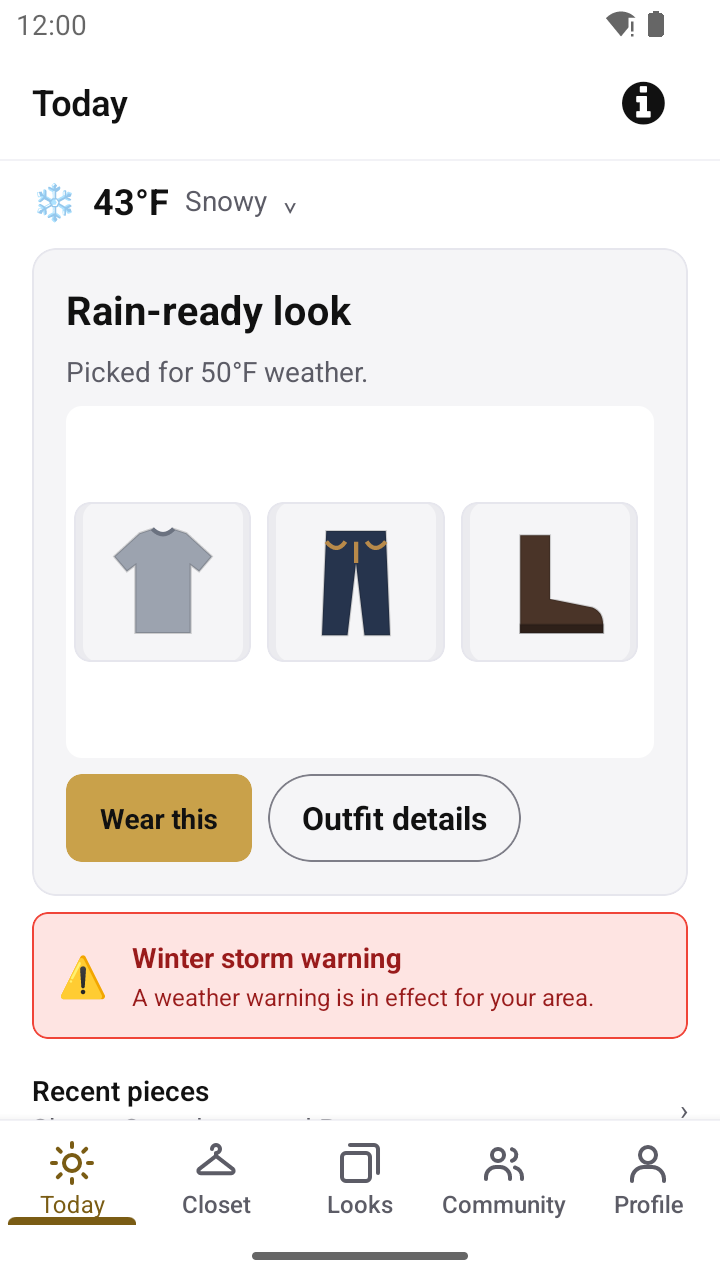 12:00
Today
43°F Snowy
Rain-ready look
Picked for 50°F weather.
Wear this
Outfit details
Winter storm warning
A weather warning is in effect for your area.
Recent pieces
Today
Closet
Looks
Community
Profile